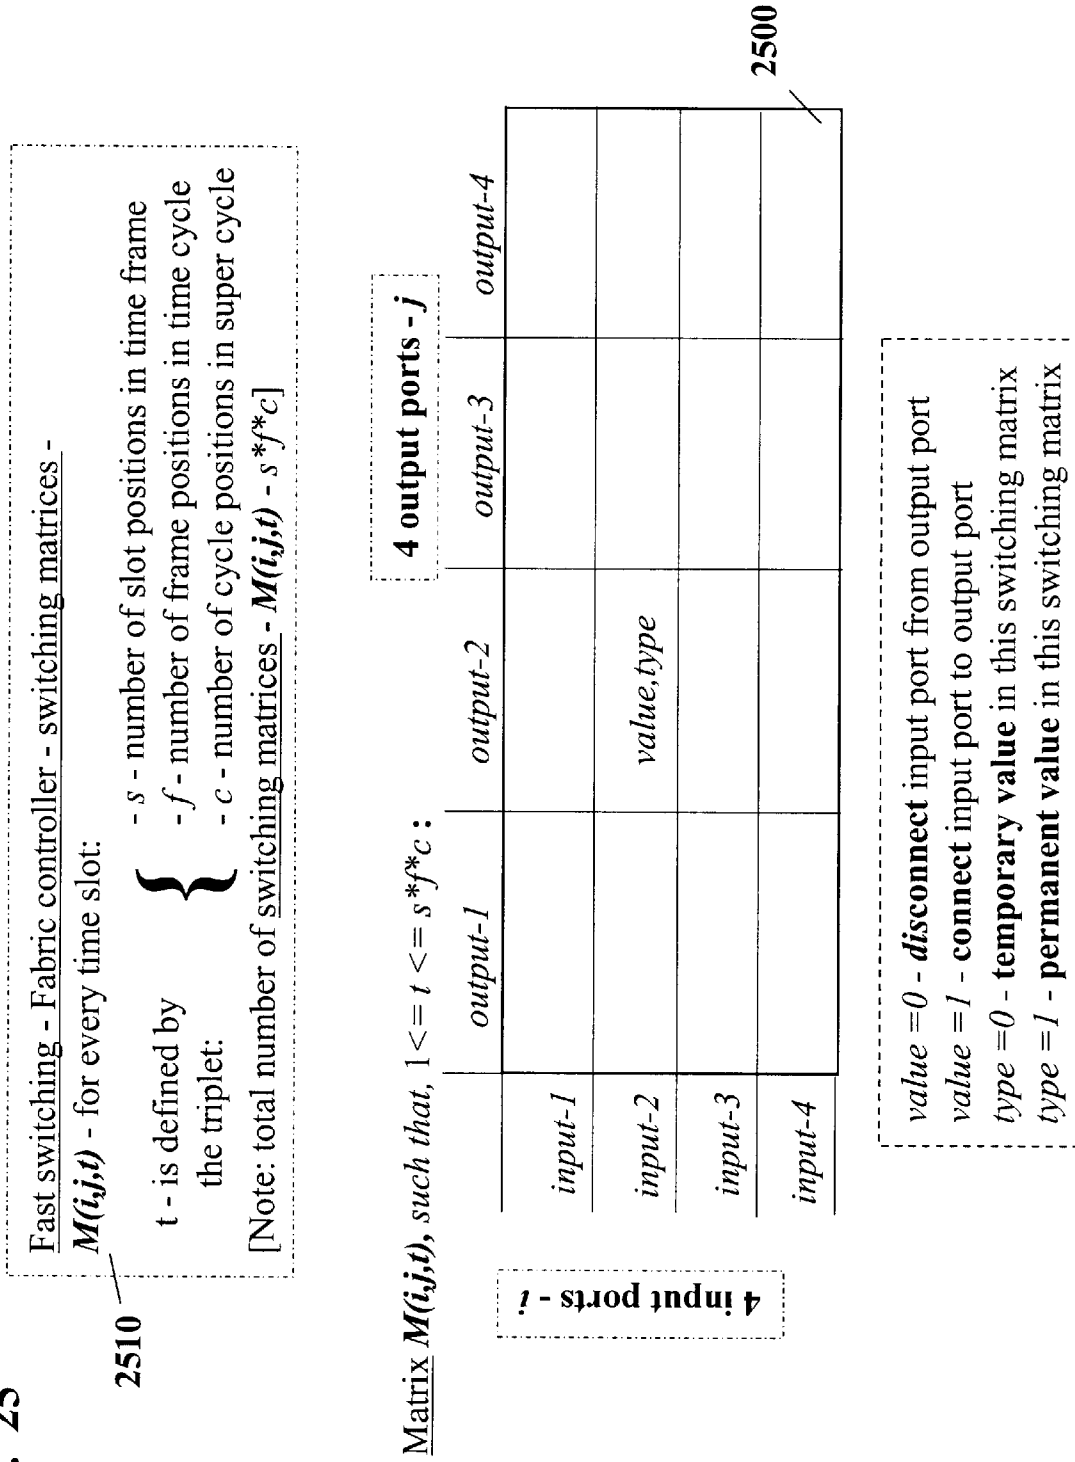 . 25
Fast switching - Fabric controller - switching matrices -
M(i,j,t) - for every time slot:
2510
t - is defined by
the triplet:
{
- s - number of slot positions in time frame
- f - number of frame positions in time cycle
- c - number of cycle positions in super cycle
[Note: total number of switching matrices - M(i,j,t) - s*f*c]
Matrix M(i,j,t), such that, 1<= t <= s*f*c :
4 output ports - j
output-1 output-2 output-3 output-4
4 input ports - i
input-1
input-2 value,type
input-3
input-4
2500
value =0 - disconnect input port from output port
value =1 - connect input port to output port
type =0 - temporary value in this switching matrix
type =1 - permanent value in this switching matrix